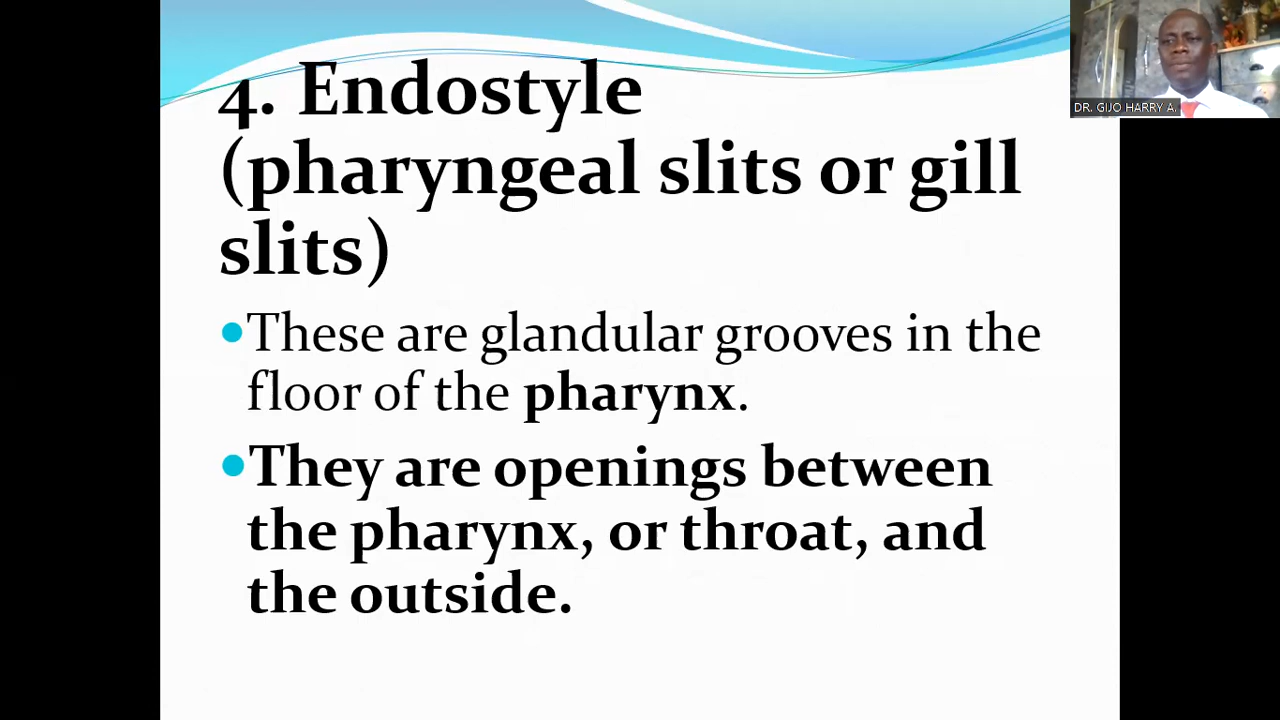 4. Endostyle
(pharyngeal slits or gill
slits)
•These are glandular grooves in the
floor of the pharynx.
•They are openings between
the pharynx, or throat, and
the outside.
DR. GIJO HARRY A.